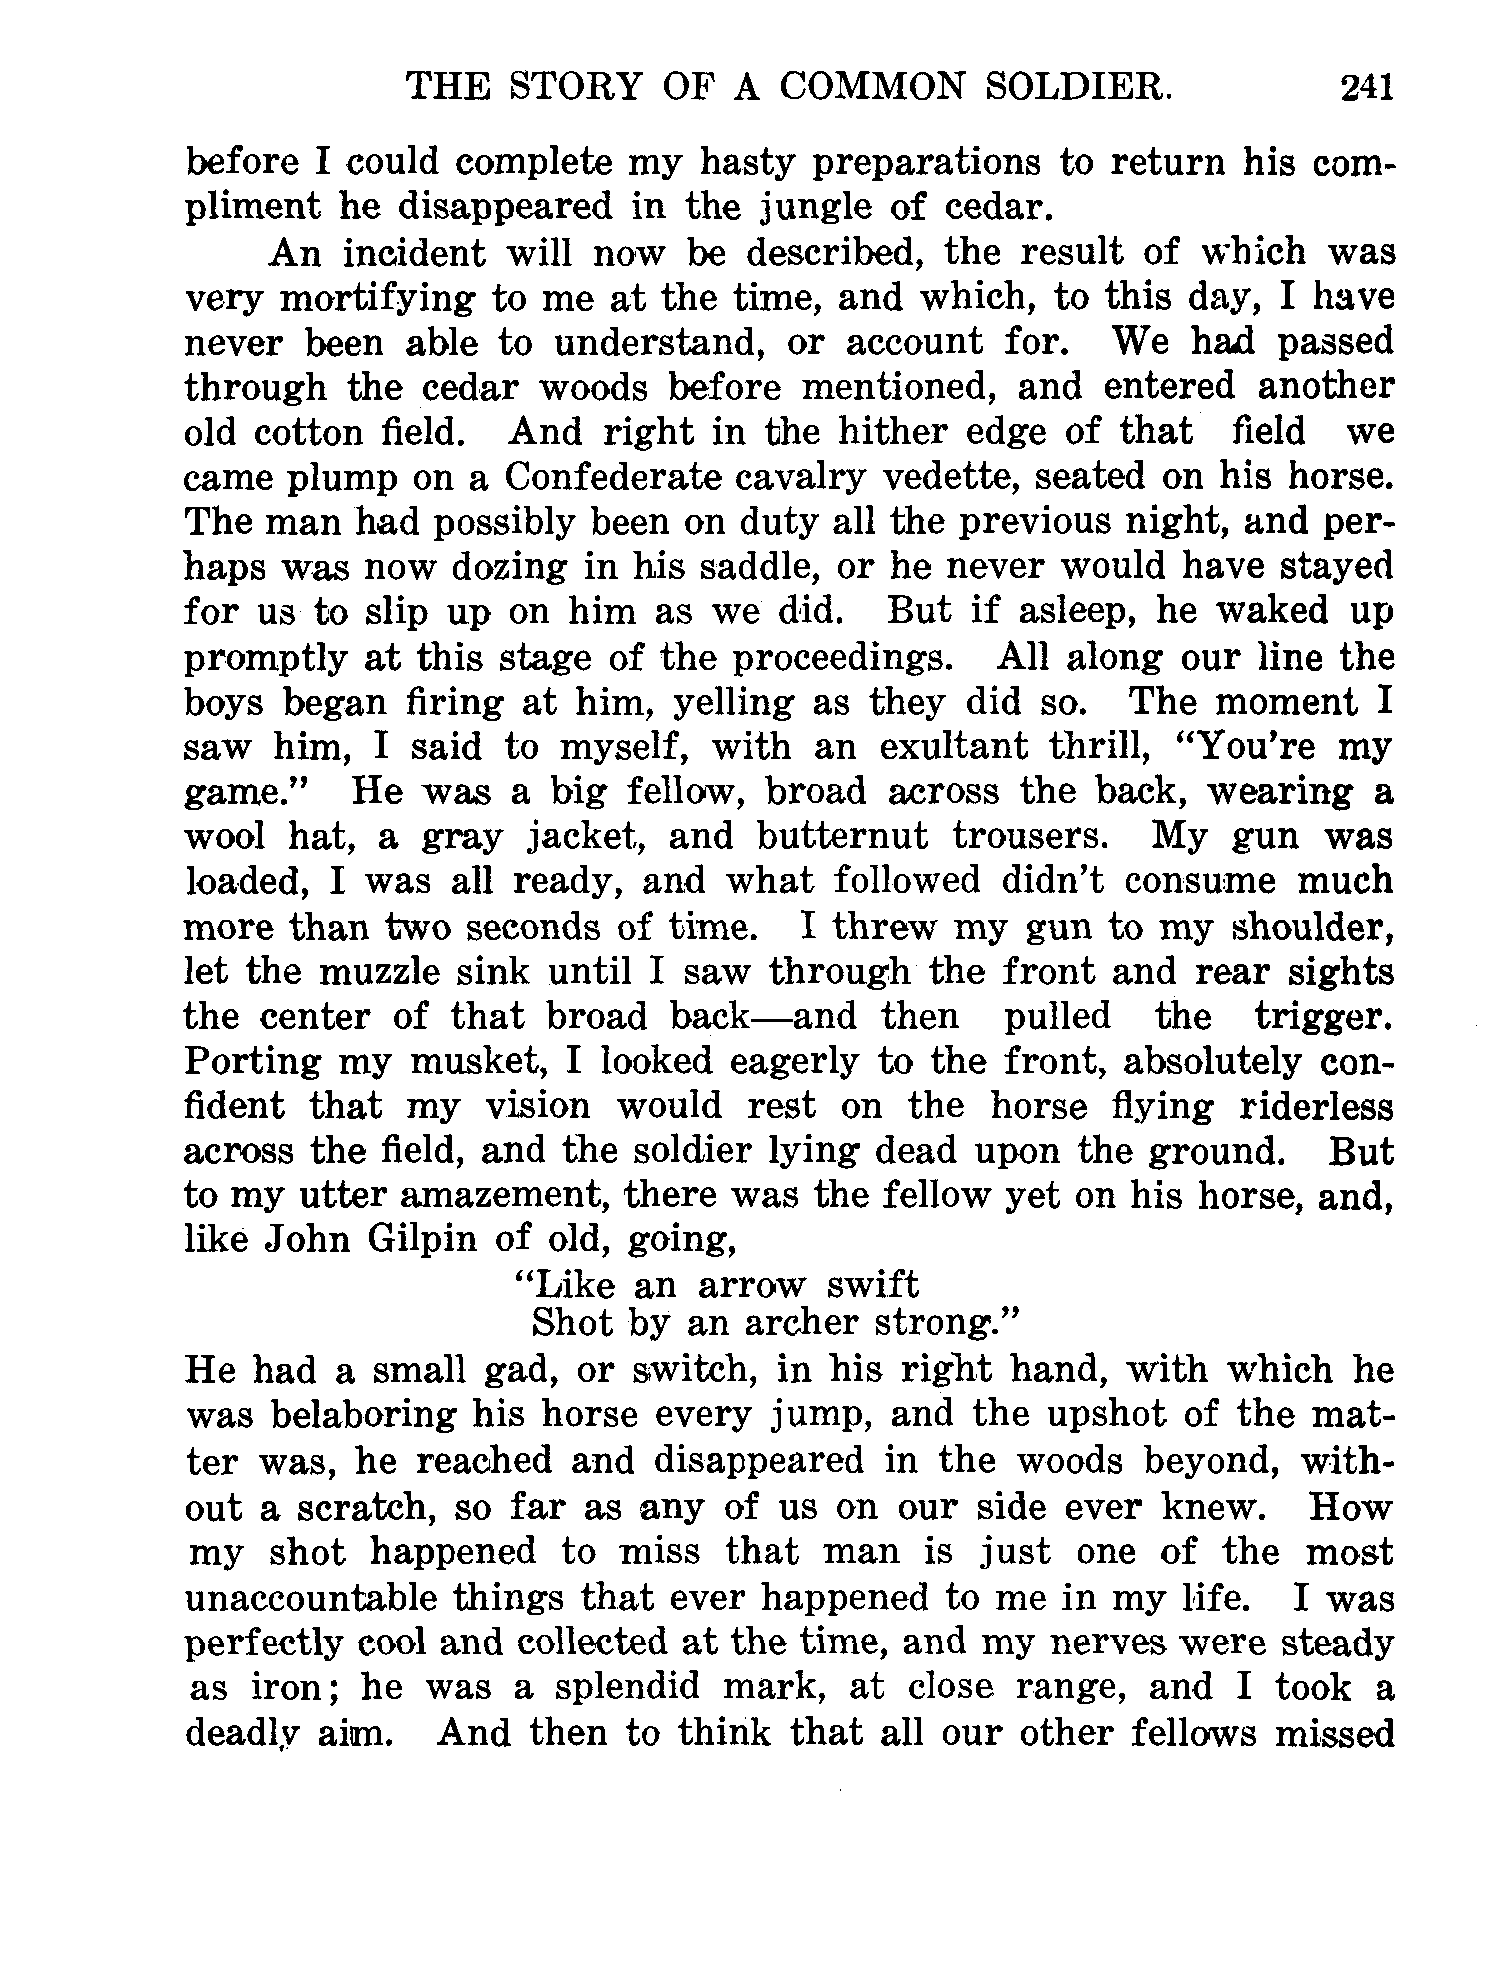 THE STORY OF A COMMON SOLDIER. 241
before I could complete my hasty preparations to return his com-
pliment he disappeared in the jungle of cedar.
An incident will now be described, the result of which was
very mortifying to me at the time, and which, to this day, I have
never been able to understand, or account for. We had passed
through the cedar woods before mentioned, and entered another
old cotton field. And right in the hither edge of that field we
came plump on a Confederate cavalry vedette, seated on his horse.
The man had possibly been on duty all the previous night, and per-
haps was now dozing in his saddle, or he never would have stayed
for us to slip up on him as we did. But if asleep, he waked up
promptly at this stage of the proceedings. All along our line the
boys began firing at him, yelling as they did so. The moment I
saw him, I said to myself, with an exultant thrill, “You’re my
game.” He was a big fellow, broad across the back, wearing a
wool hat, a gray jacket, and butternut trousers. My gun was
loaded, I was all ready, and what followed didn’t consume much
more than two seconds of time. I threw my gun to my shoulder,
let the muzzle sink until I saw through the front and rear sights
the center of that broad back—and then pulled the trigger.
Porting my musket, I looked eagerly to the front, absolutely con-
fident that my vision would rest on the horse flying riderless
across the field, and the soldier lying dead upon the ground. But
to my utter amazement, there was the fellow yet on his horse, and,
like John Gilpin of old, going,
“Like an arrow swift
Shot by an archer strong.”
He had a small gad, or switch, in his right hand, with which he
was belaboring his horse every jump, and the upshot of the mat-
ter was, he reached and disappeared in the woods beyond, with-
out a scratch, so far as any of us on our side ever knew. How
my shot happened to miss that man is just one of the most
unaccountable things that ever happened to me in my life. I was
perfectly cool and collected at the time, and my nerves were steady
as iron; he was a splendid mark, at close range, and I took a
deadly aim. And then to think that all our other fellows missed